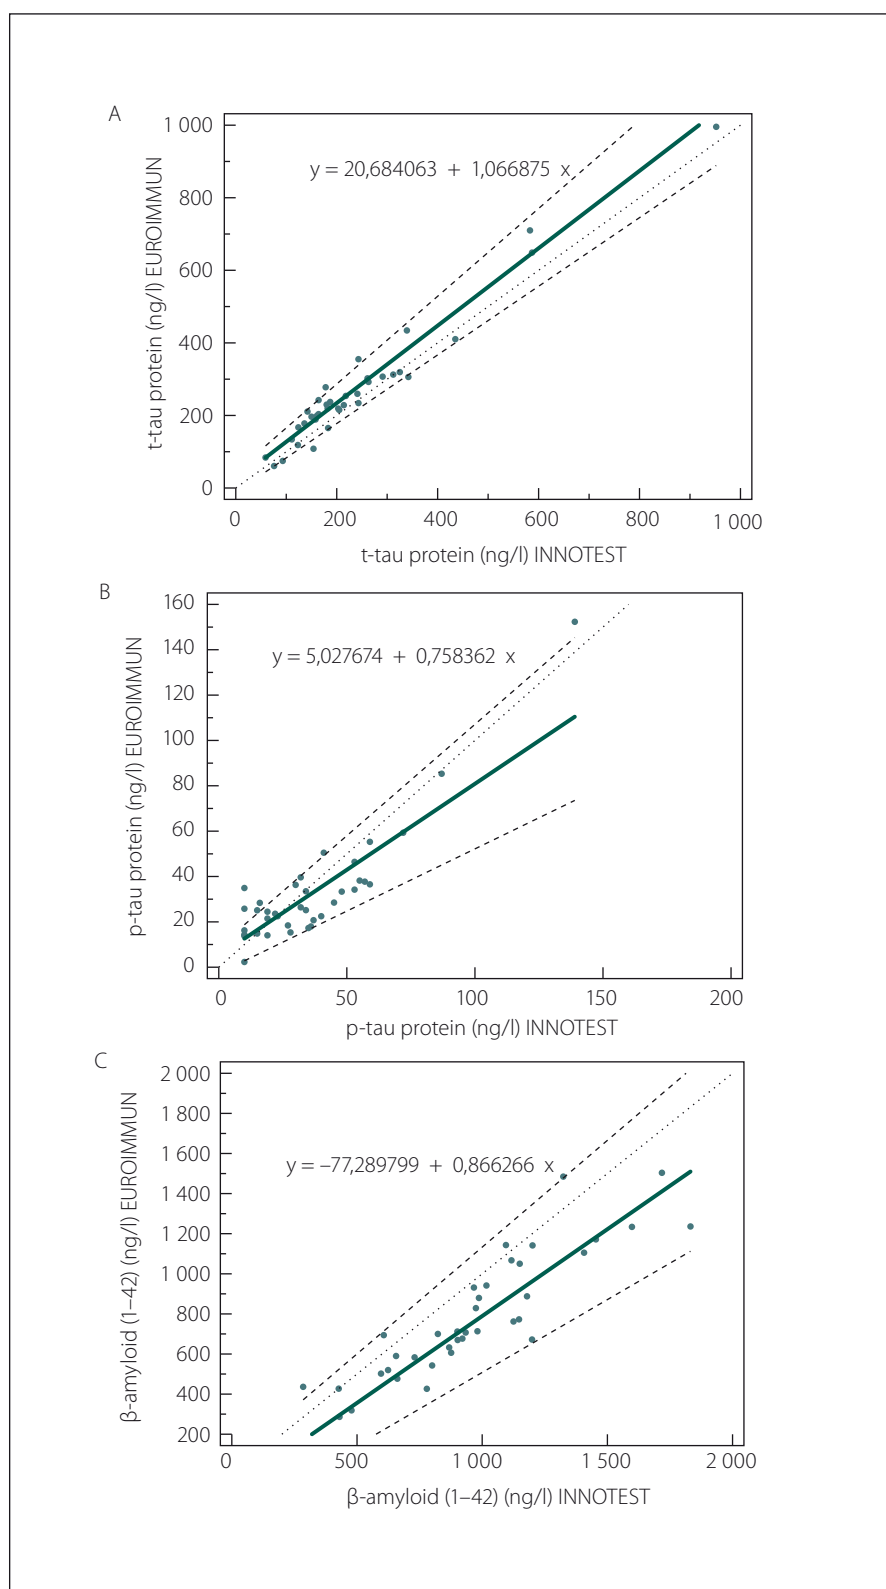 A
1 000
800
600
400
200
0
t-tau protein (ng/l) EUROIMMUN
y = 20,684063 + 1,066875 x
0 200 400 600 800 1 000
t-tau protein (ng/l) INNOTEST
B
160
140
120
100
80
60
40
20
0
p-tau protein (ng/l) EUROIMMUN
y = 5,027674 + 0,758362 x
0 50 100 150 200
p-tau protein (ng/l) INNOTEST
C
2 000
1 800
1 600
1 400
1 200
1 000
800
600
400
200
β-amyloid (1–42) (ng/l) EUROIMMUN
y = –77,289799 + 0,866266 x
0 500 1 000 1 500 2 000
β-amyloid (1–42) (ng/l) INNOTEST